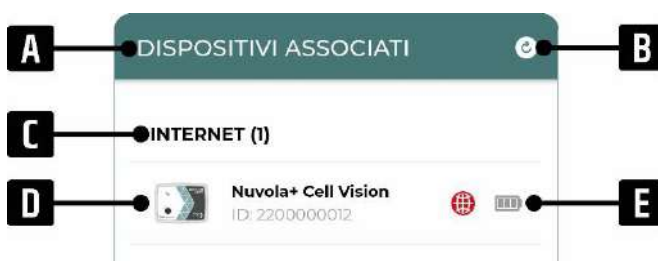 A DISPOSITIVI ASSOCIATI B
C INTERNET (1)
D Nuvola+ Cell Vision E
ID: 2200000012